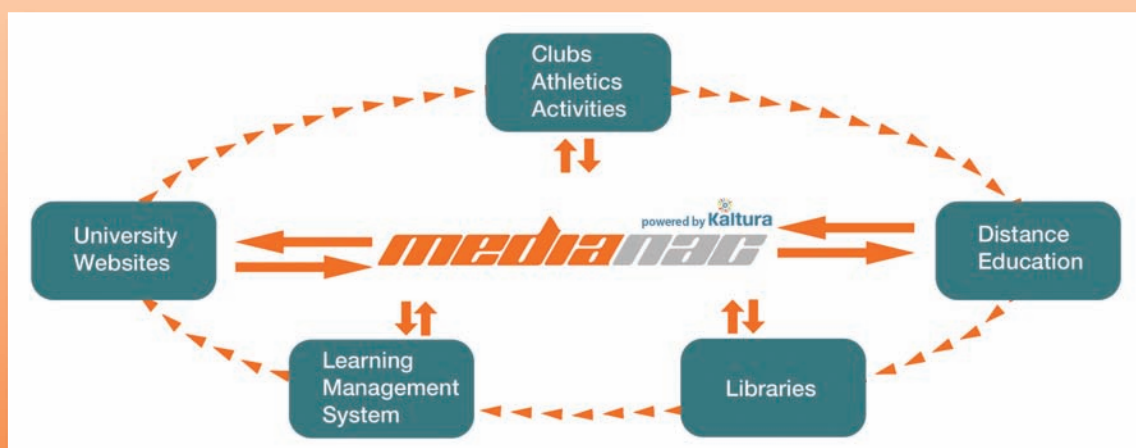 Clubs
Athletics
Activities
University
Websites
powered by Kaltura
medianac
Distance
Education
Learning
Management
System
Libraries